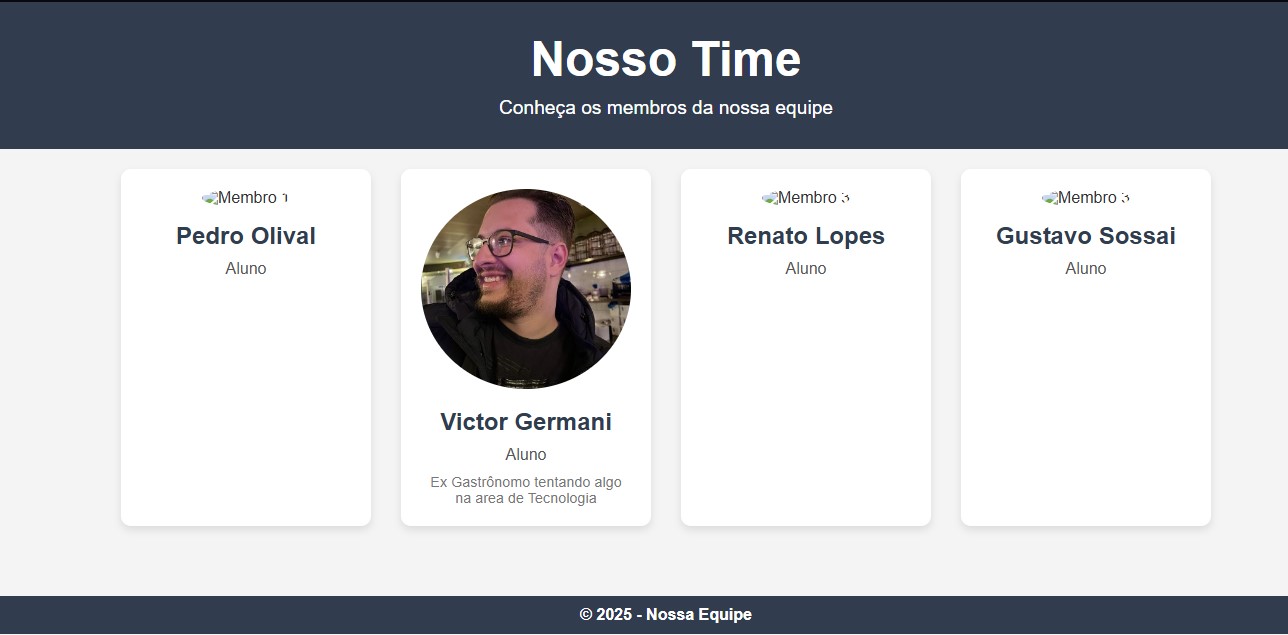 Nosso Time
Conheça os membros da nossa equipe
Membro 1
Pedro Olival
Aluno
Victor Germani
Aluno
Ex Gastrônomo tentando algo
na area de Tecnologia
Membro 3
Renato Lopes
Aluno
Membro 3
Gustavo Sossai
Aluno
© 2025 - Nossa Equipe